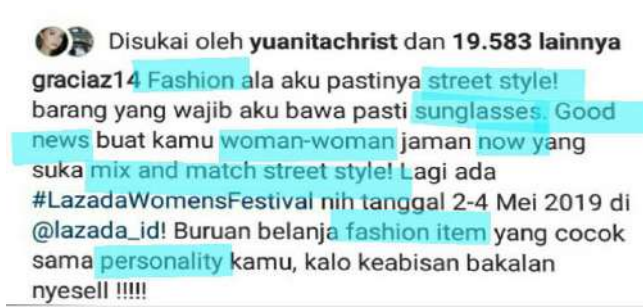 Disukai oleh yuanitachrist dan 19.583 lainnya
graciaz14 Fashion ala aku pastinya street style!
barang yang wajib aku bawa pasti sunglasses. Good
news buat kamu woman-woman jaman now yang
suka mix and match street style! Lagi ada
#LazadaWomensFestival nih tanggal 2-4 Mei 2019 di
@lazada_id! Buruan belanja fashion item yang cocok
sama personality kamu, kalo keabisan bakalan
nyesell !!!!!